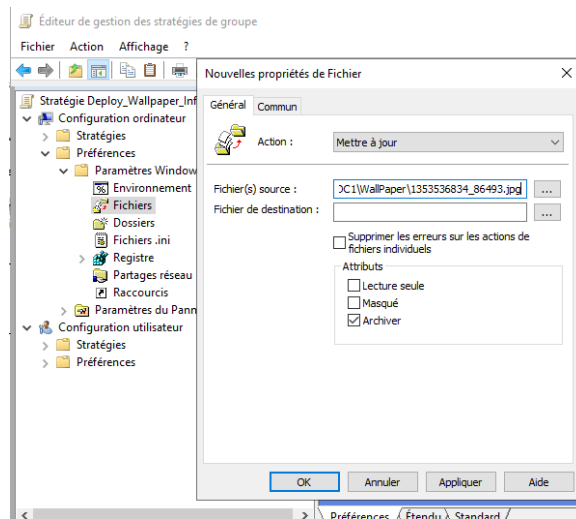 Éditeur de gestion des stratégies de groupe
Fichier Action Affichage ?
Stratégie Deploy_Wallpaper_Inf
Configuration ordinateur
Stratégies
Préférences
Paramètres Window
Environnement
Fichiers
Dossiers
Fichiers .ini
Registre
Partages réseau
Raccourcis
Paramètres du Pann
Configuration utilisateur
Stratégies
Préférences
Nouvelles propriétés de Fichier
Général Commun
Action : Mettre à jour
Fichier(s) source : DC1\WallPaper\1353536834_86493.jpg ...
Fichier de destination : ...
Supprimer les erreurs sur les actions de
fichiers individuels
Attributs
Lecture seule
Masqué
Archiver
OK Annuler Appliquer Aide
Préférences Étendu Standard